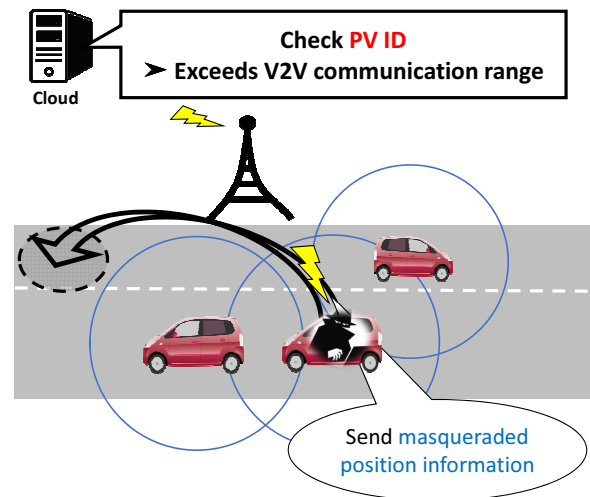 Check PV ID
➤ Exceeds V2V communication range
Cloud
Send masqueraded
position information